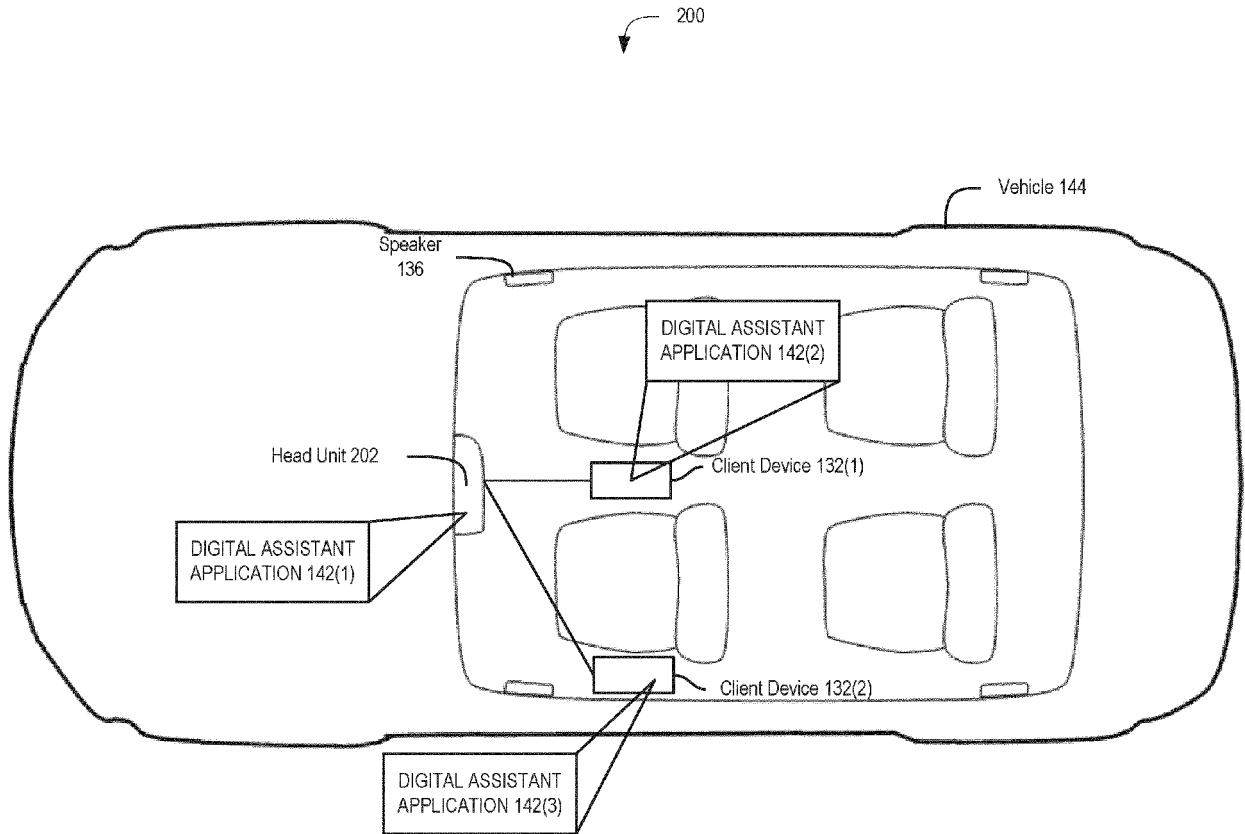 200
Vehicle 144
Speaker
136
DIGITAL ASSISTANT
APPLICATION 142(2)
Head Unit 202
Client Device 132(1)
DIGITAL ASSISTANT
APPLICATION 142(1)
Client Device 132(2)
DIGITAL ASSISTANT
APPLICATION 142(3)